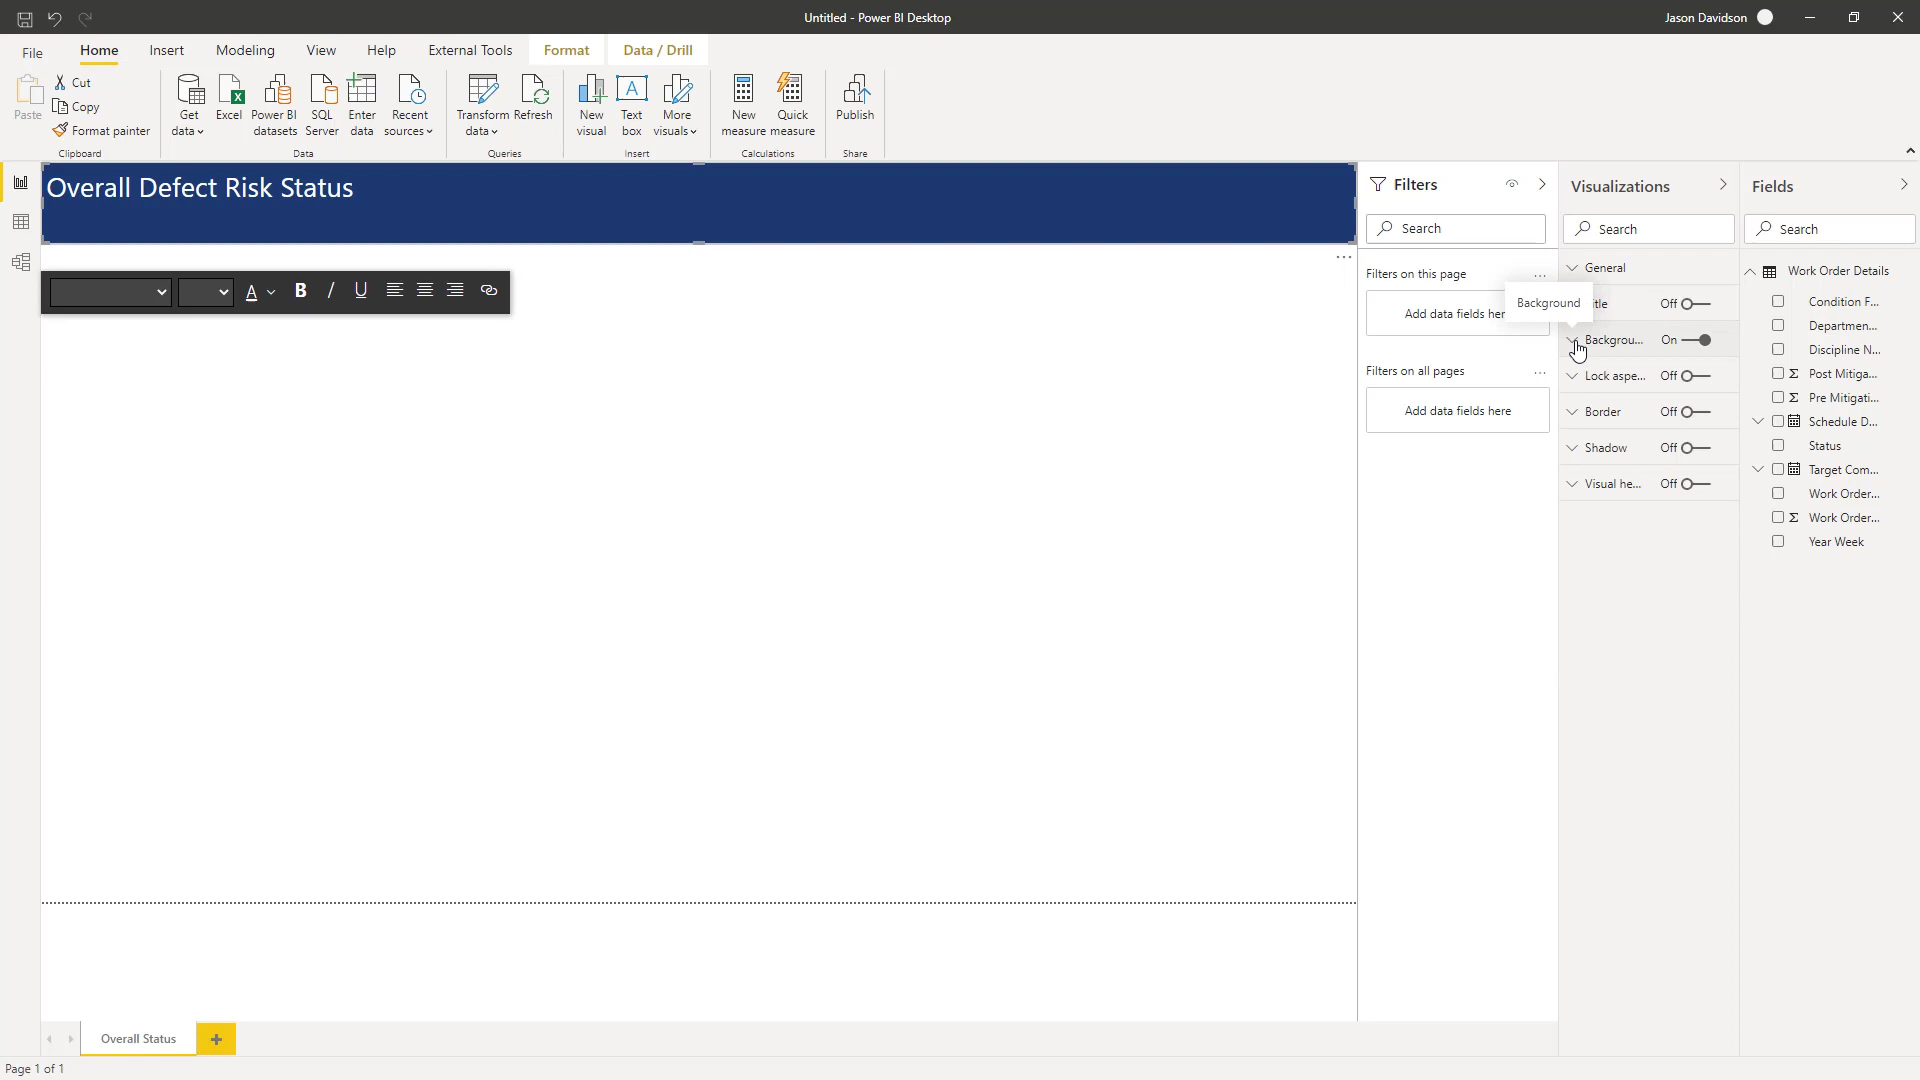 Untitled - Power BI Desktop
Jason Davidson
File
Home
Insert
Modeling
View
Help
External Tools
Format
Data / Drill
Paste
Cut
Copy
Format painter
Clipboard
Get data
Excel
Power BI datasets
SQL Server
Enter data
Recent sources
Data
Transform data
Refresh
Queries
New visual
A
Text box
More visuals
Insert
New measure
Quick measure
Calculations
Publish
Share
Overall Defect Risk Status
A
B
I
U
Filters
Search
Filters on this page
...
Add data fields her
Filters on all pages
...
Add data fields here
Visualizations
Search
General
Background
itle
Off
Backgrou...
On
Lock aspe...
Off
Border
Off
Shadow
Off
Visual he...
Off
Fields
Search
Work Order Details
Condition F...
Departmen...
Discipline N...
Σ Post Mitiga...
Σ Pre Mitigati...
Schedule D...
Status
Target Com...
Work Order...
Σ Work Order...
Year Week
Overall Status
+
Page 1 of 1